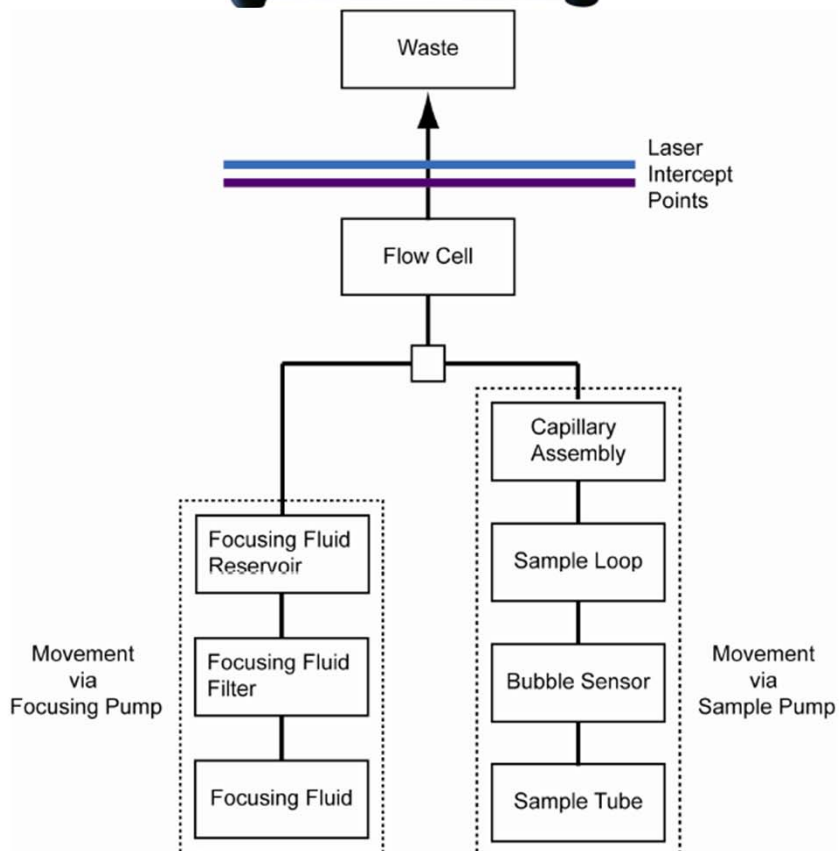 Waste
Laser
Intercept
Points
Flow Cell
Capillary
Assembly
Focusing Fluid
Reservoir
Sample Loop
Movement
via
Focusing Pump
Focusing Fluid
Filter
Bubble Sensor
Movement
via
Sample Pump
Focusing Fluid
Sample Tube